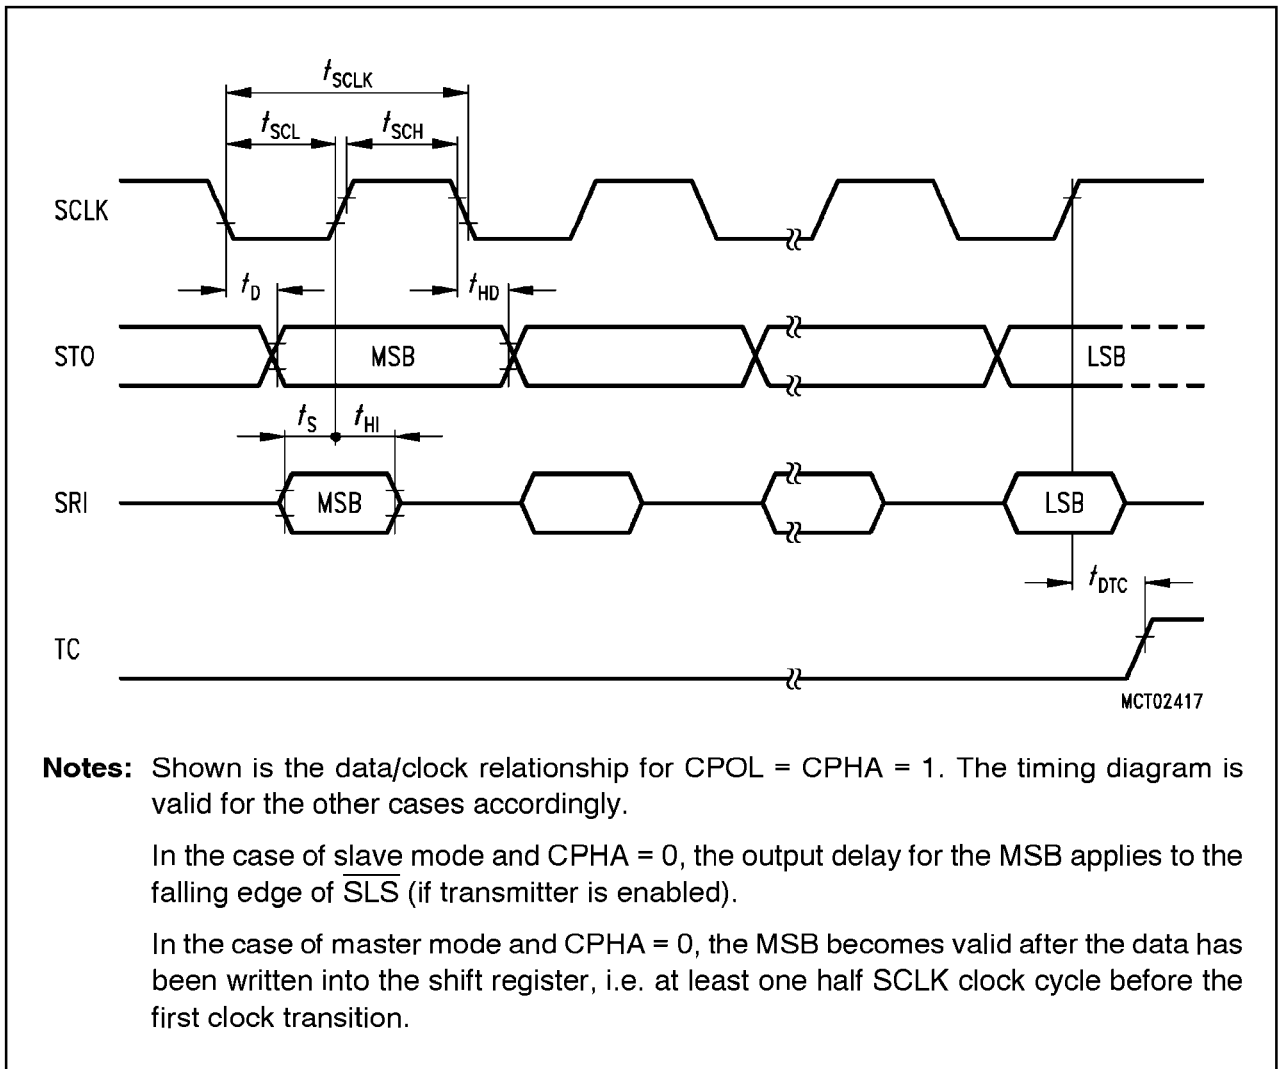 tSCLK
tSCL tSCH
SCLK
tD tHD
STO MSB LSB
tS tHI
SRI MSB LSB
tDTC
TC
MCT02417
Notes: Shown is the data/clock relationship for CPOL = CPHA = 1. The timing diagram is
valid for the other cases accordingly.
In the case of slave mode and CPHA = 0, the output delay for the MSB applies to the
falling edge of SLS (if transmitter is enabled).
In the case of master mode and CPHA = 0, the MSB becomes valid after the data has
been written into the shift register, i.e. at least one half SCLK clock cycle before the
first clock transition.